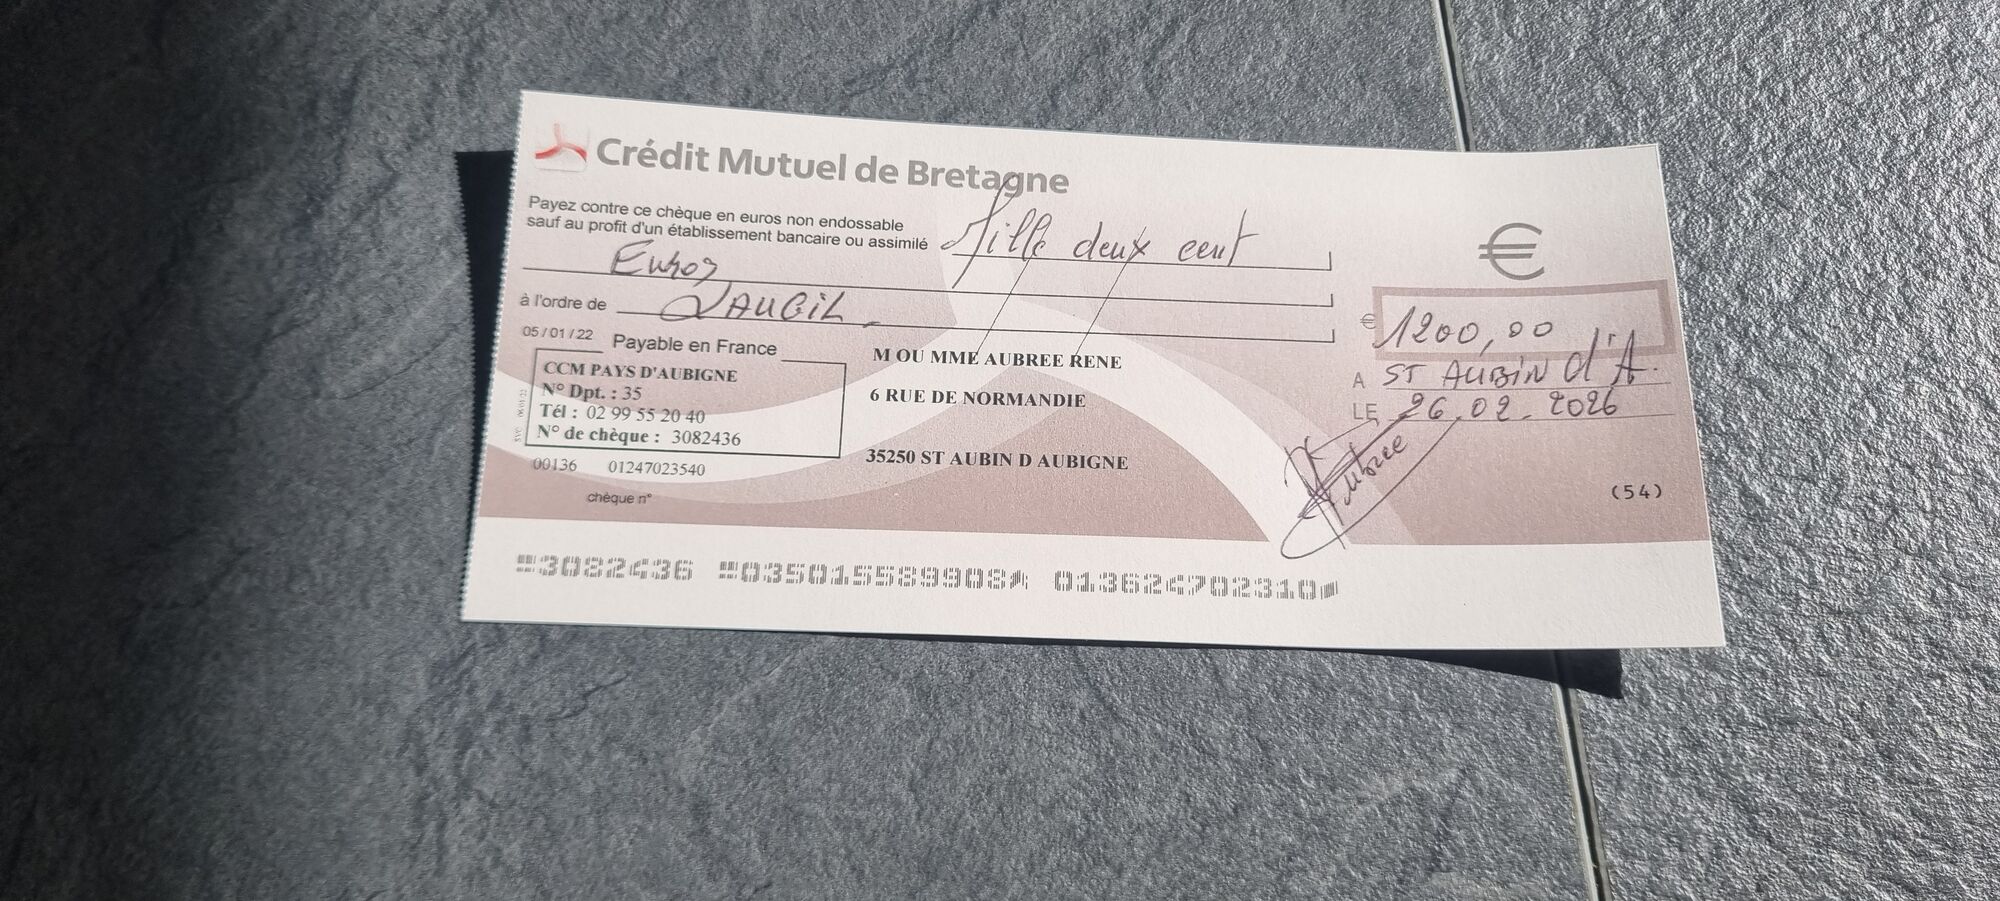 Crédit Mutuel de Bretagne
Payez contre ce chèque en euros non endossable
sauf au profit d'un établissement bancaire ou assimilé Mille deux cent
Euros
à l'ordre de
€
€ 1200,00
05/01/22 Payable en France
CCM PAYS D'AUBIGNE
N° Dpt. : 35
Tél : 02 99 55 20 40
N° de chèque : 3082436
00136 01247023540
chèque n°
M OU MME AUBREE RENE
6 RUE DE NORMANDIE
35250 ST AUBIN D AUBIGNE
A ST AUBIN d'A.
LE 26.02.2026
Aubree
(54)
3082436 035015589908 013624702310